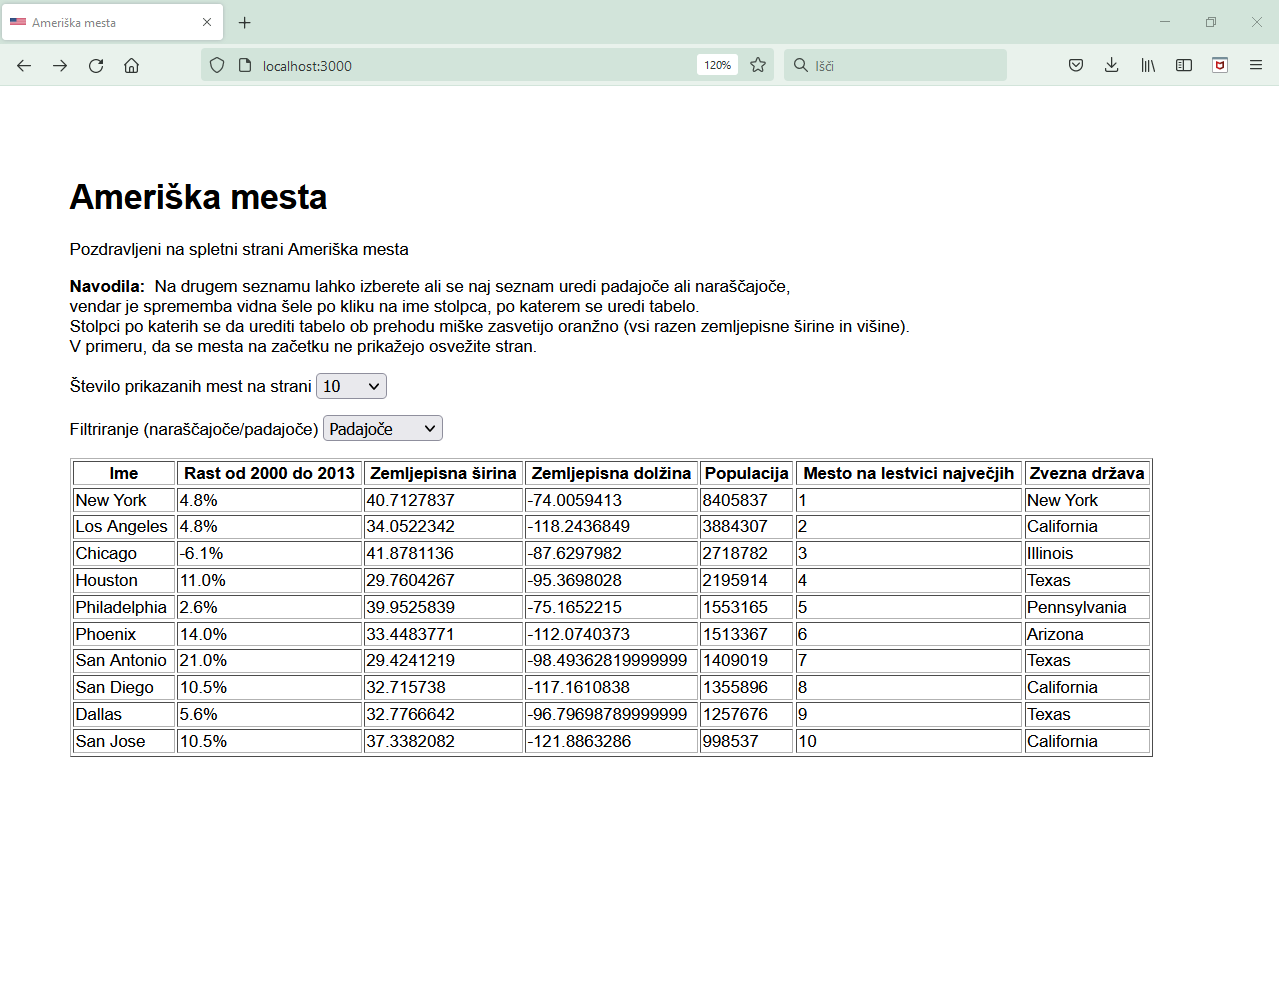 Ameriška mesta
localhost:3000
120%
Išči
Ameriška mesta
Pozdravljeni na spletni strani Ameriška mesta
Navodila: Na drugem seznamu lahko izberete ali se naj seznam uredi padajoče ali naraščajoče,
vendar je sprememba vidna šele po kliku na ime stolpca, po katerem se uredi tabelo.
Stolpci po katerih se da urediti tabelo ob prehodu miške zasvetijo oranžno (vsi razen zemljepisne širine in višine).
V primeru, da se mesta na začetku ne prikažejo osvežite stran.
Število prikazanih mest na strani 10
Filtriranje (naraščajoče/padajoče) Padajoče
Ime Rast od 2000 do 2013 Zemljepisna širina Zemljepisna dolžina Populacija Mesto na lestvici največjih Zvezna država
New York 4.8% 40.7127837 -74.0059413 8405837 1 New York
Los Angeles 4.8% 34.0522342 -118.2436849 3884307 2 California
Chicago -6.1% 41.8781136 -87.6297982 2718782 3 Illinois
Houston 11.0% 29.7604267 -95.3698028 2195914 4 Texas
Philadelphia 2.6% 39.9525839 -75.1652215 1553165 5 Pennsylvania
Phoenix 14.0% 33.4483771 -112.0740373 1513367 6 Arizona
San Antonio 21.0% 29.4241219 -98.49362819999999 1409019 7 Texas
San Diego 10.5% 32.715738 -117.1610838 1355896 8 California
Dallas 5.6% 32.7766642 -96.79698789999999 1257676 9 Texas
San Jose 10.5% 37.3382082 -121.8863286 998537 10 California